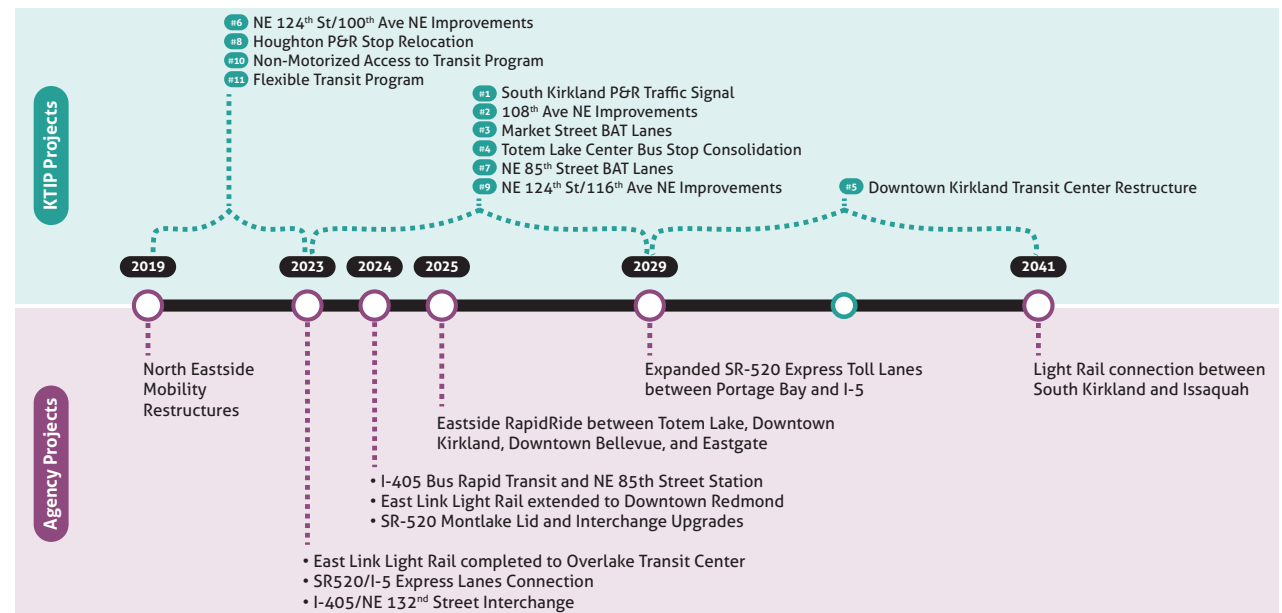 KTIP Projects
#6 NE 124th St/100th Ave NE Improvements
#8 Houghton P&R Stop Relocation
#10 Non-Motorized Access to Transit Program
#11 Flexible Transit Program
#1 South Kirkland P&R Traffic Signal
#2 108th Ave NE Improvements
#3 Market Street BAT Lanes
#4 Totem Lake Center Bus Stop Consolidation
#7 NE 85th Street BAT Lanes
#9 NE 124th St/116th Ave NE Improvements
#5 Downtown Kirkland Transit Center Restructure
2019
2023
2024
2025
2029
2041
Agency Projects
North Eastside
Mobility
Restructures
Expanded SR-520 Express Toll Lanes
between Portage Bay and I-5
Light Rail connection between
South Kirkland and Issaquah
Eastside RapidRide between Totem Lake, Downtown
Kirkland, Downtown Bellevue, and Eastgate
• I-405 Bus Rapid Transit and NE 85th Street Station
• East Link Light Rail extended to Downtown Redmond
• SR-520 Montlake Lid and Interchange Upgrades
• East Link Light Rail completed to Overlake Transit Center
• SR520/I-5 Express Lanes Connection
• I-405/NE 132nd Street Interchange